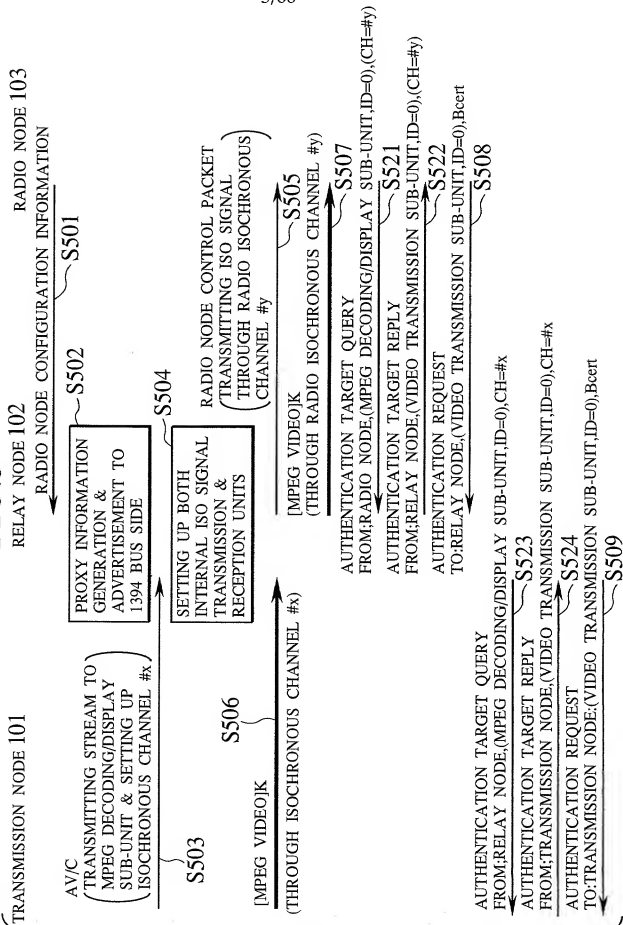 TRANSMISSION NODE 101
RELAY NODE 102
RADIO NODE 103
RADIO NODE CONFIGURATION INFORMATION
S501
S502
PROXY INFORMATION
GENERATION &
ADVERTISEMENT TO
1394 BUS SIDE
AV/C
TRANSMITTING STREAM TO
MPEG DECODING/DISPLAY
SUB-UNIT & SETTING UP
ISOCHRONOUS CHANNEL #x
S503
S504
SETTING UP BOTH
INTERNAL ISO SIGNAL
TRANSMISSION &
RECEPTION UNITS
RADIO NODE CONTROL PACKET
TRANSMITTING ISO SIGNAL
THROUGH RADIO ISOCHRONOUS
CHANNEL #y
S505
S506
[MPEG VIDEO]K
(THROUGH ISOCHRONOUS CHANNEL #x)
[MPEG VIDEO]K
(THROUGH RADIO ISOCHRONOUS CHANNEL #y)
S507
AUTHENTICATION TARGET QUERY
FROM;RADIO NODE,(MPEG DECODING/DISPLAY SUB-UNIT,ID=0),(CH=#y)
S521
AUTHENTICATION TARGET REPLY
FROM;RELAY NODE,(VIDEO TRANSMISSION SUB-UNIT,ID=0),(CH=#y)
S522
AUTHENTICATION REQUEST
TO:RELAY NODE,(VIDEO TRANSMISSION SUB-UNIT,ID=0),Bcert
S508
AUTHENTICATION TARGET QUERY
FROM;RELAY NODE,(MPEG DECODING/DISPLAY SUB-UNIT,ID=0),CH=#x
S523
AUTHENTICATION TARGET REPLY
FROM;TRANSMISSION NODE,(VIDEO TRANSMISSION SUB-UNIT,ID=0),CH=#x
S524
AUTHENTICATION REQUEST
TO:TRANSMISSION NODE:(VIDEO TRANSMISSION SUB-UNIT,ID=0),Bcert
S509